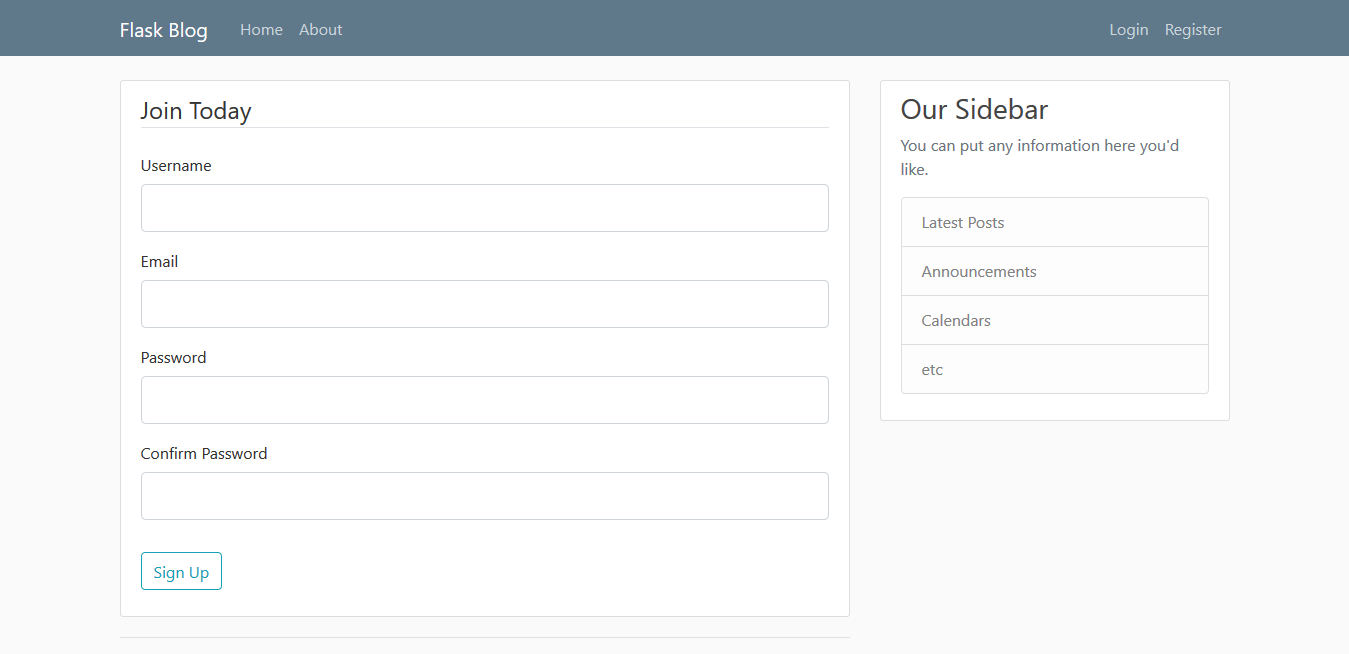 Flask Blog Home About Login Register
Join Today
Username
Email
Password
Confirm Password
Sign Up
Our Sidebar
You can put any information here you'd
like.
Latest Posts
Announcements
Calendars
etc